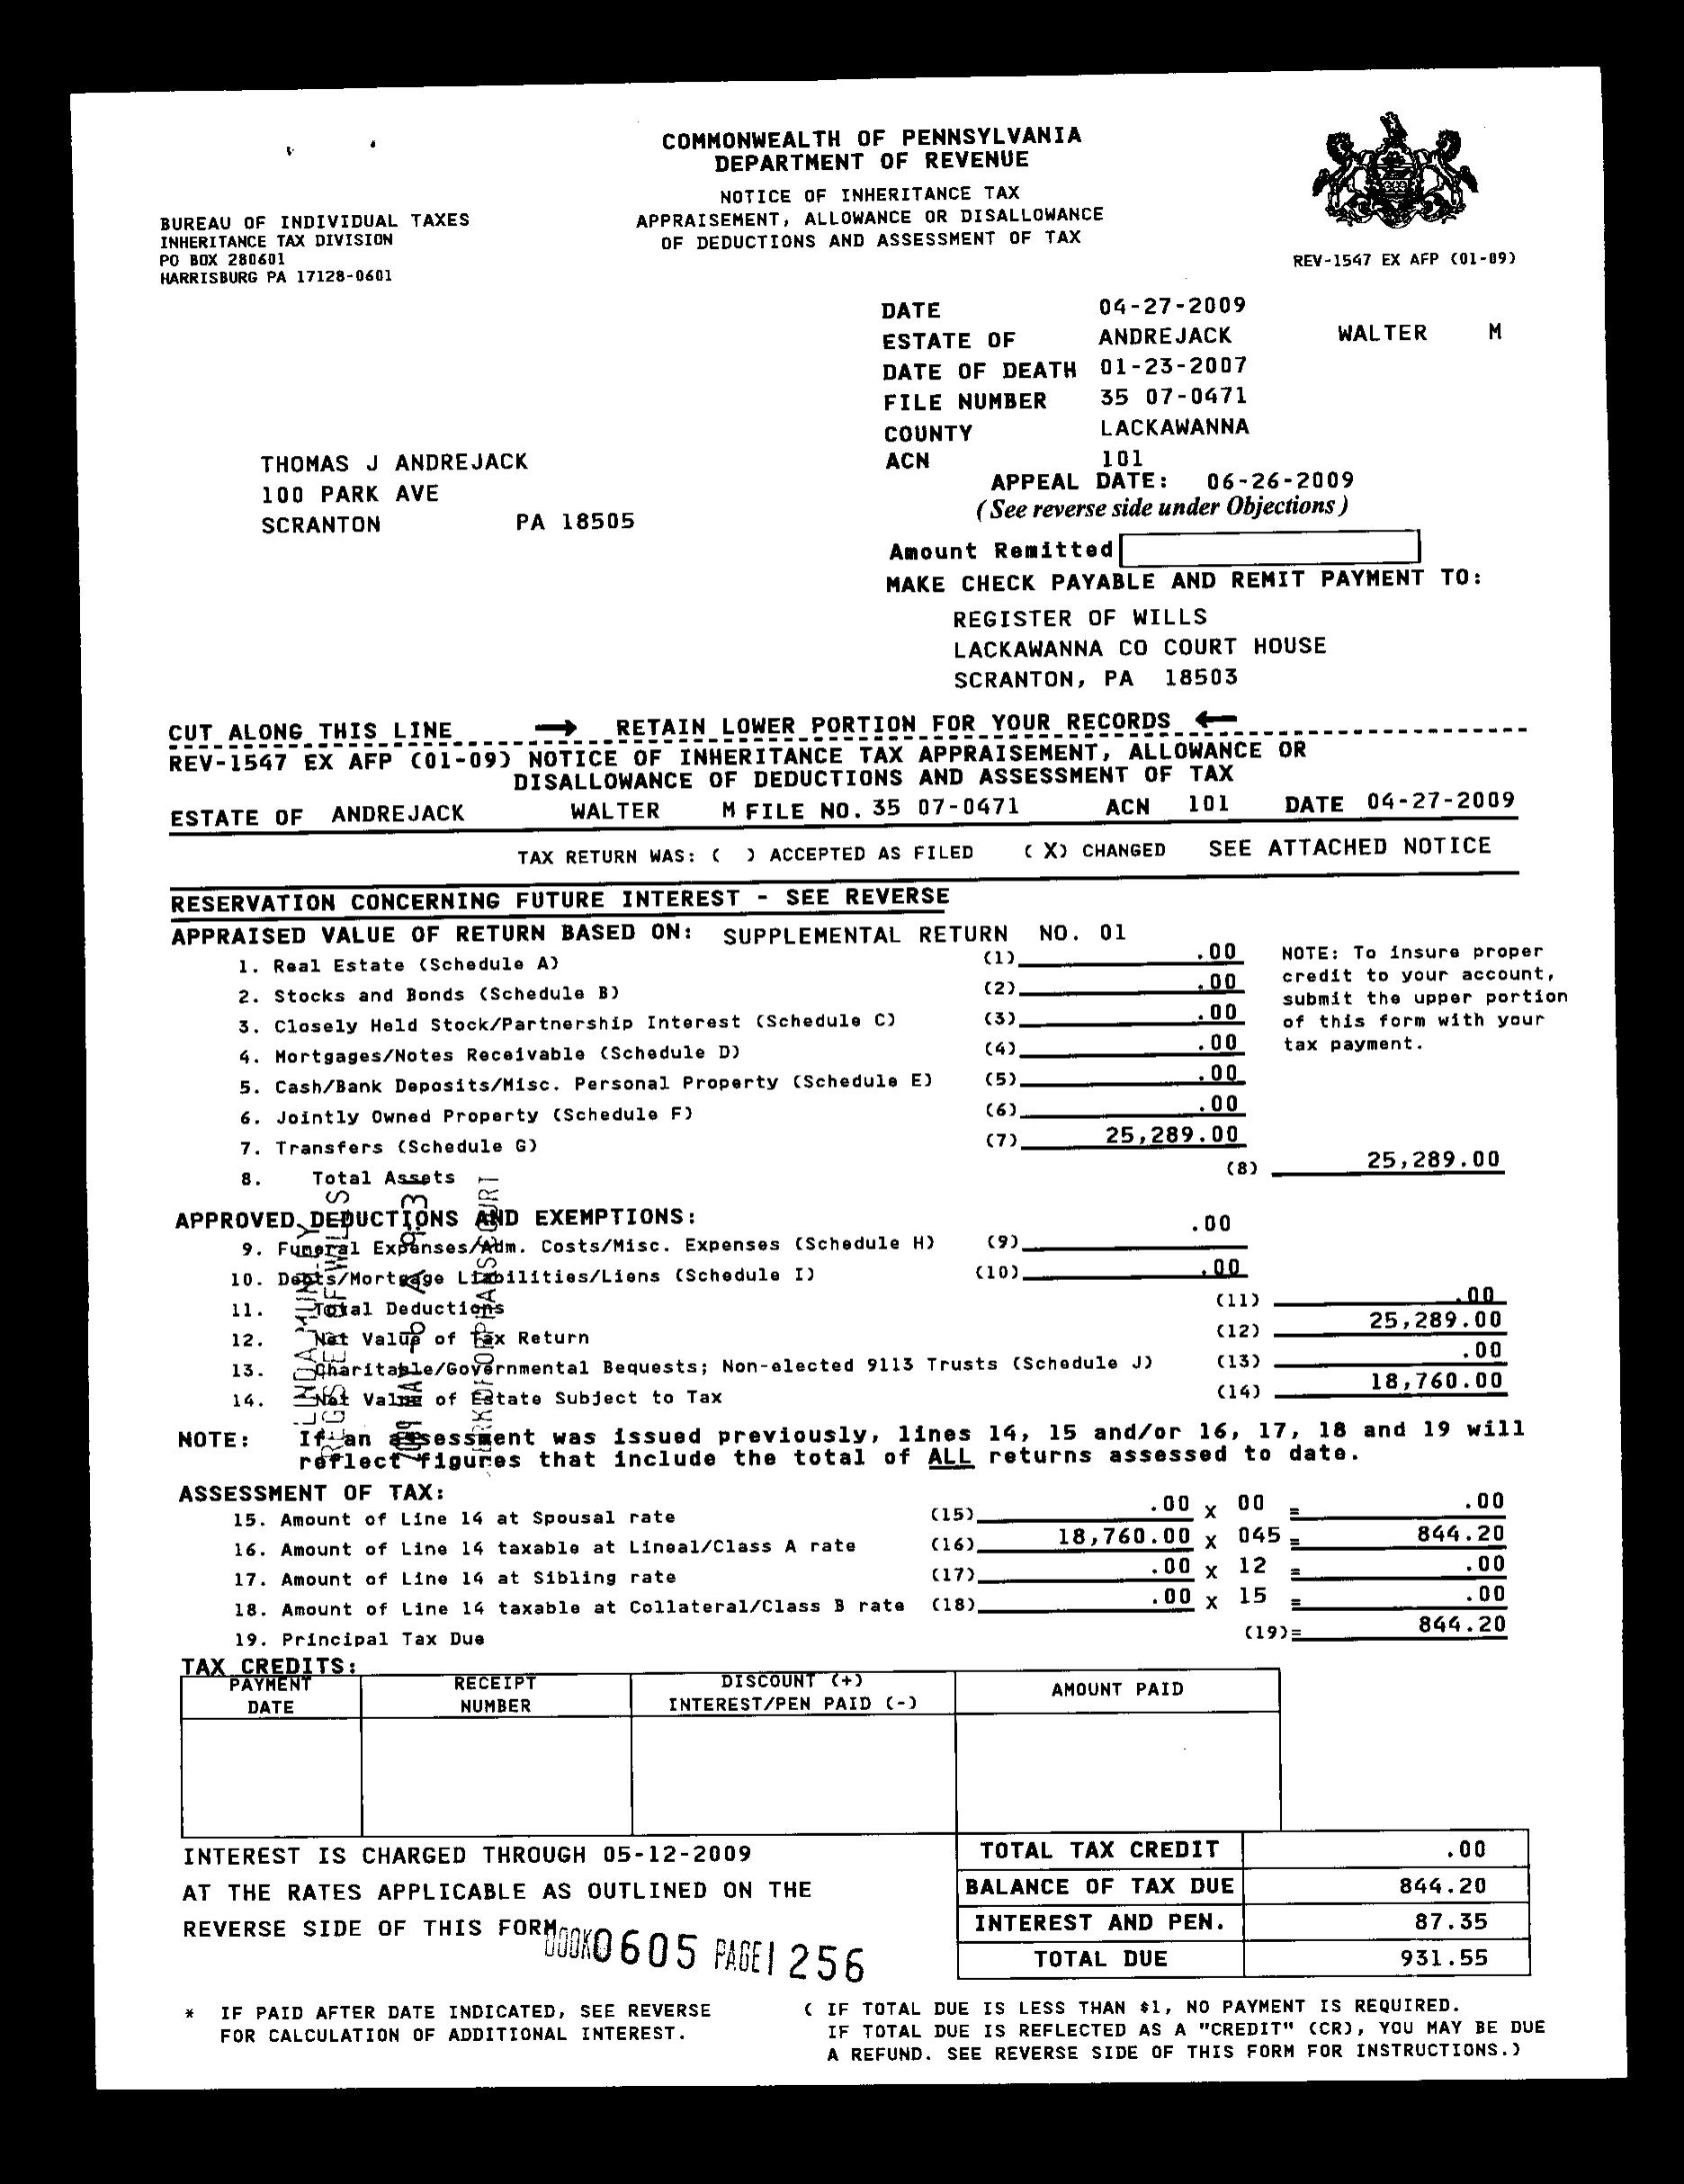 COMMONWEALTH OF PENNSYLVANIA
DEPARTMENT OF REVENUE
NOTICE OF INHERITANCE TAX
APPRAISEMENT, ALLOWANCE OR DISALLOWANCE
OF DEDUCTIONS AND ASSESSMENT OF TAX
BUREAU OF INDIVIDUAL TAXES
INHERITANCE TAX DIVISION
PO BOX 280601
HARRISBURG PA 17128-0601
REV-1547 EX AFP (01-09)
DATE 04-27-2009
ESTATE OF ANDREJACK WALTER M
DATE OF DEATH 01-23-2007
FILE NUMBER 35 07-0471
COUNTY LACKAWANNA
ACN 101
APPEAL DATE: 06-26-2009
(See reverse side under Objections)
THOMAS J ANDREJACK
100 PARK AVE
SCRANTON PA 18505
Amount Remitted
MAKE CHECK PAYABLE AND REMIT PAYMENT TO:
REGISTER OF WILLS
LACKAWANNA CO COURT HOUSE
SCRANTON, PA 18503
CUT ALONG THIS LINE → RETAIN LOWER PORTION FOR YOUR RECORDS ←
REV-1547 EX AFP (01-09) NOTICE OF INHERITANCE TAX APPRAISEMENT, ALLOWANCE OR
DISALLOWANCE OF DEDUCTIONS AND ASSESSMENT OF TAX
ESTATE OF ANDREJACK WALTER M FILE NO. 35 07-0471 ACN 101 DATE 04-27-2009
TAX RETURN WAS: ( ) ACCEPTED AS FILED ( X) CHANGED SEE ATTACHED NOTICE
RESERVATION CONCERNING FUTURE INTEREST - SEE REVERSE
APPRAISED VALUE OF RETURN BASED ON: SUPPLEMENTAL RETURN NO. 01
1. Real Estate (Schedule A) (1) .00
2. Stocks and Bonds (Schedule B) (2) .00
3. Closely Held Stock/Partnership Interest (Schedule C) (3) .00
4. Mortgages/Notes Receivable (Schedule D) (4) .00
5. Cash/Bank Deposits/Misc. Personal Property (Schedule E) (5) .00
6. Jointly Owned Property (Schedule F) (6) .00
7. Transfers (Schedule G) (7) 25,289.00
8. Total Assets (8) 25,289.00
NOTE: To insure proper
credit to your account,
submit the upper portion
of this form with your
tax payment.
APPROVED DEDUCTIONS AND EXEMPTIONS:
9. Funeral Expenses/Adm. Costs/Misc. Expenses (Schedule H) (9) .00
10. Debts/Mortgage Liabilities/Liens (Schedule I) (10) .00
11. Total Deductions (11) .00
12. Net Value of Tax Return (12) 25,289.00
13. Charitable/Governmental Bequests; Non-elected 9113 Trusts (Schedule J) (13) .00
14. Net Value of Estate Subject to Tax (14) 18,760.00
NOTE: If an assessment was issued previously, lines 14, 15 and/or 16, 17, 18 and 19 will
reflect figures that include the total of ALL returns assessed to date.
ASSESSMENT OF TAX:
15. Amount of Line 14 at Spousal rate (15) .00 X 00 = .00
16. Amount of Line 14 taxable at Lineal/Class A rate (16) 18,760.00 X 045 = 844.20
17. Amount of Line 14 at Sibling rate (17) .00 X 12 = .00
18. Amount of Line 14 taxable at Collateral/Class B rate (18) .00 X 15 = .00
19. Principal Tax Due (19)= 844.20
TAX CREDITS:
PAYMENT DATE
RECEIPT NUMBER
DISCOUNT (+)
INTEREST/PEN PAID (-)
AMOUNT PAID
INTEREST IS CHARGED THROUGH 05-12-2009
AT THE RATES APPLICABLE AS OUTLINED ON THE
REVERSE SIDE OF THIS FORM
BOOK 0605 PAGE 1256
TOTAL TAX CREDIT .00
BALANCE OF TAX DUE 844.20
INTEREST AND PEN. 87.35
TOTAL DUE 931.55
* IF PAID AFTER DATE INDICATED, SEE REVERSE
FOR CALCULATION OF ADDITIONAL INTEREST.
( IF TOTAL DUE IS LESS THAN $1, NO PAYMENT IS REQUIRED.
IF TOTAL DUE IS REFLECTED AS A "CREDIT" (CR), YOU MAY BE DUE
A REFUND. SEE REVERSE SIDE OF THIS FORM FOR INSTRUCTIONS.)